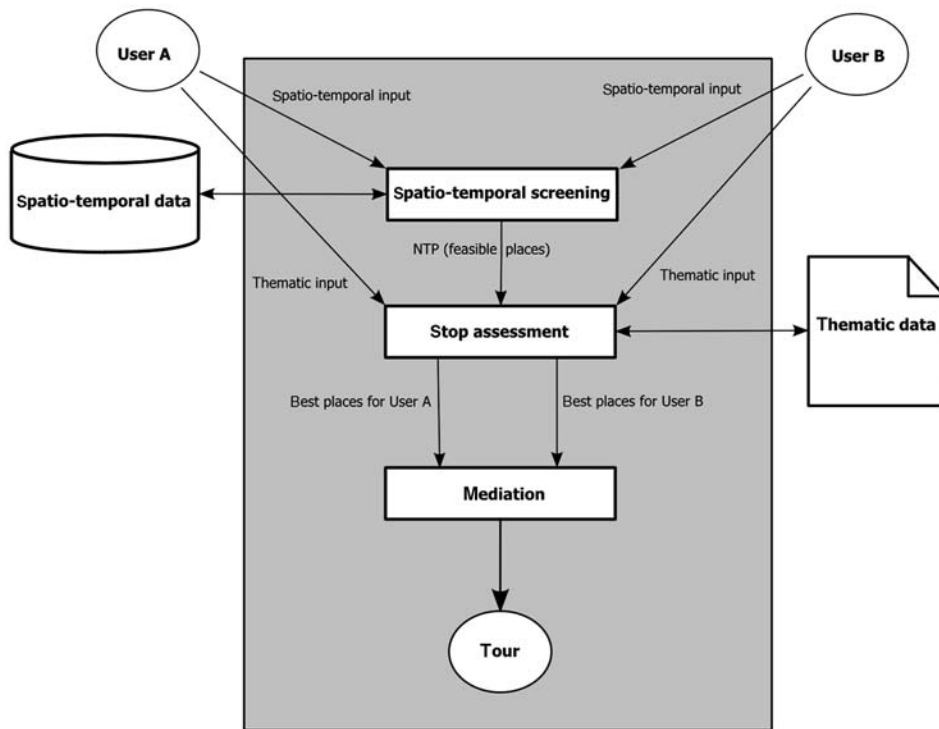 User A
User B
Spatio-temporal input
Spatio-temporal input
Spatio-temporal screening
Spatio-temporal data
NTP (feasible places)
Thematic input
Thematic input
Stop assessment
Thematic data
Best places for User A
Best places for User B
Mediation
Tour